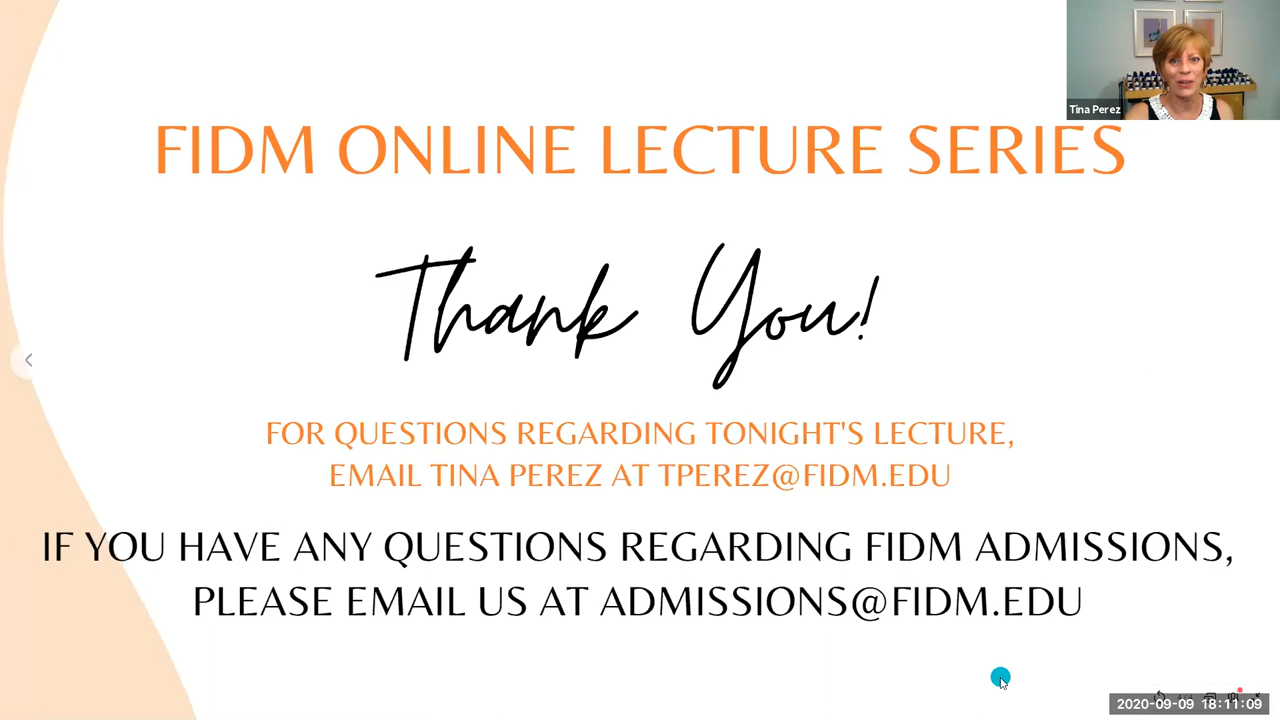 Tina Perez
FIDM ONLINE LECTURE SERIES
Thank You!
FOR QUESTIONS REGARDING TONIGHT'S LECTURE,
EMAIL TINA PEREZ AT TPEREZ@FIDM.EDU
IF YOU HAVE ANY QUESTIONS REGARDING FIDM ADMISSIONS,
PLEASE EMAIL US AT ADMISSIONS@FIDM.EDU
2020-09-09 18:11:09